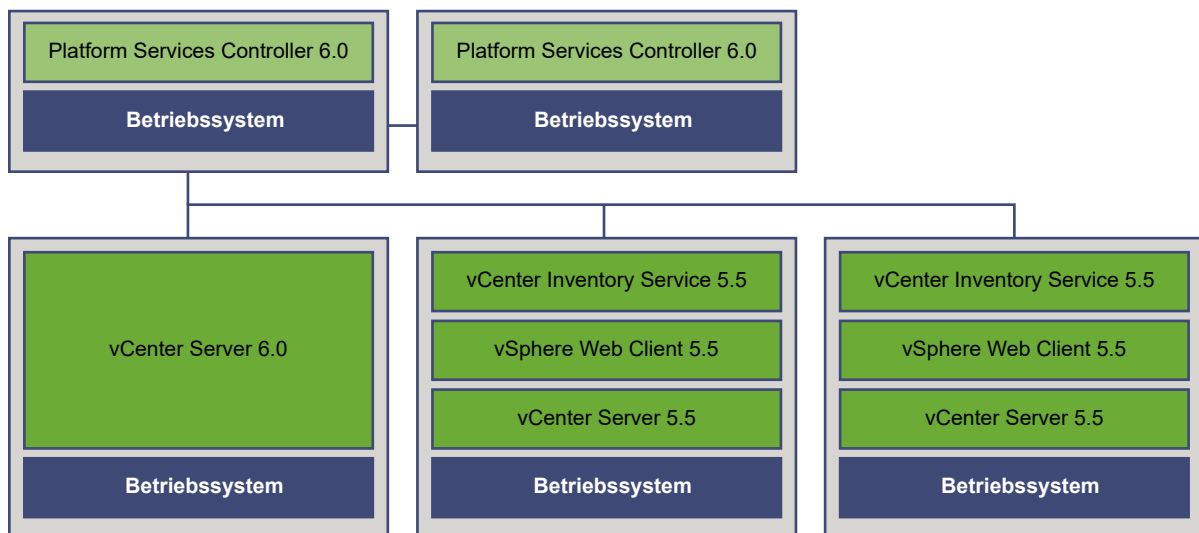 Platform Services Controller 6.0
Betriebssystem
Platform Services Controller 6.0
Betriebssystem
vCenter Server 6.0
Betriebssystem
vCenter Inventory Service 5.5
vSphere Web Client 5.5
vCenter Server 5.5
Betriebssystem
vCenter Inventory Service 5.5
vSphere Web Client 5.5
vCenter Server 5.5
Betriebssystem